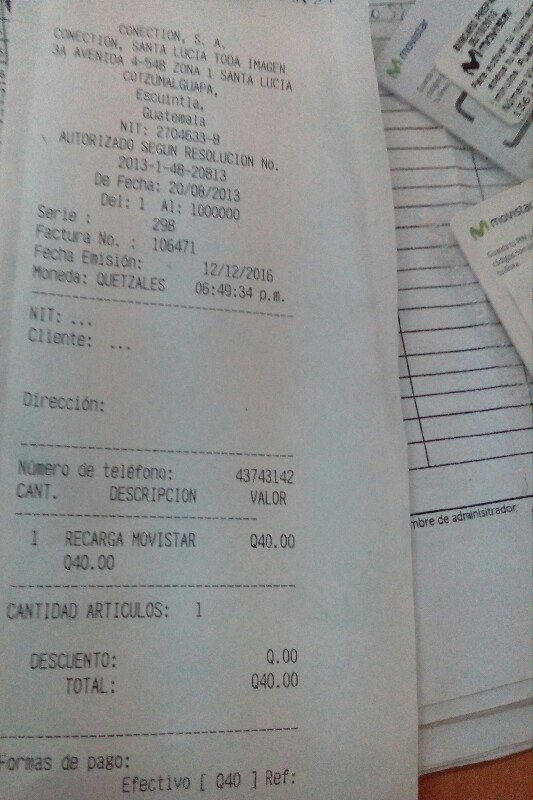 CONECTION, S. A.
CONECTION, SANTA LUCIA TODA IMAGEN
3A AVENIDA 4-548 ZONA 1 SANTA LUCIA
COTZUMALGUAPA,
Escuintla,
Guatemala
NIT: 2704633-8
AUTORIZADO SEGUN RESOLUCION No.
2013-1-48-20813
De Fecha: 20/08/2013
Del: 1 Al: 1000000
Serie : 298
Factura No. : 106471
Fecha Emisión: 12/12/2016
Moneda: QUETZALES 06:49:34 p.m.
NIT: ...
Cliente: ...
Dirección:
Número de teléfono: 43743142
CANT. DESCRIPCION VALOR
1 RECARGA MOVISTAR Q40.00
Q40.00
CANTIDAD ARTICULOS: 1
DESCUENTO: Q.00
TOTAL: Q40.00
Formas de pago:
Efectivo [ Q40 ] Ref:
movistar
movistar
movistar
mbre de adminisitrador